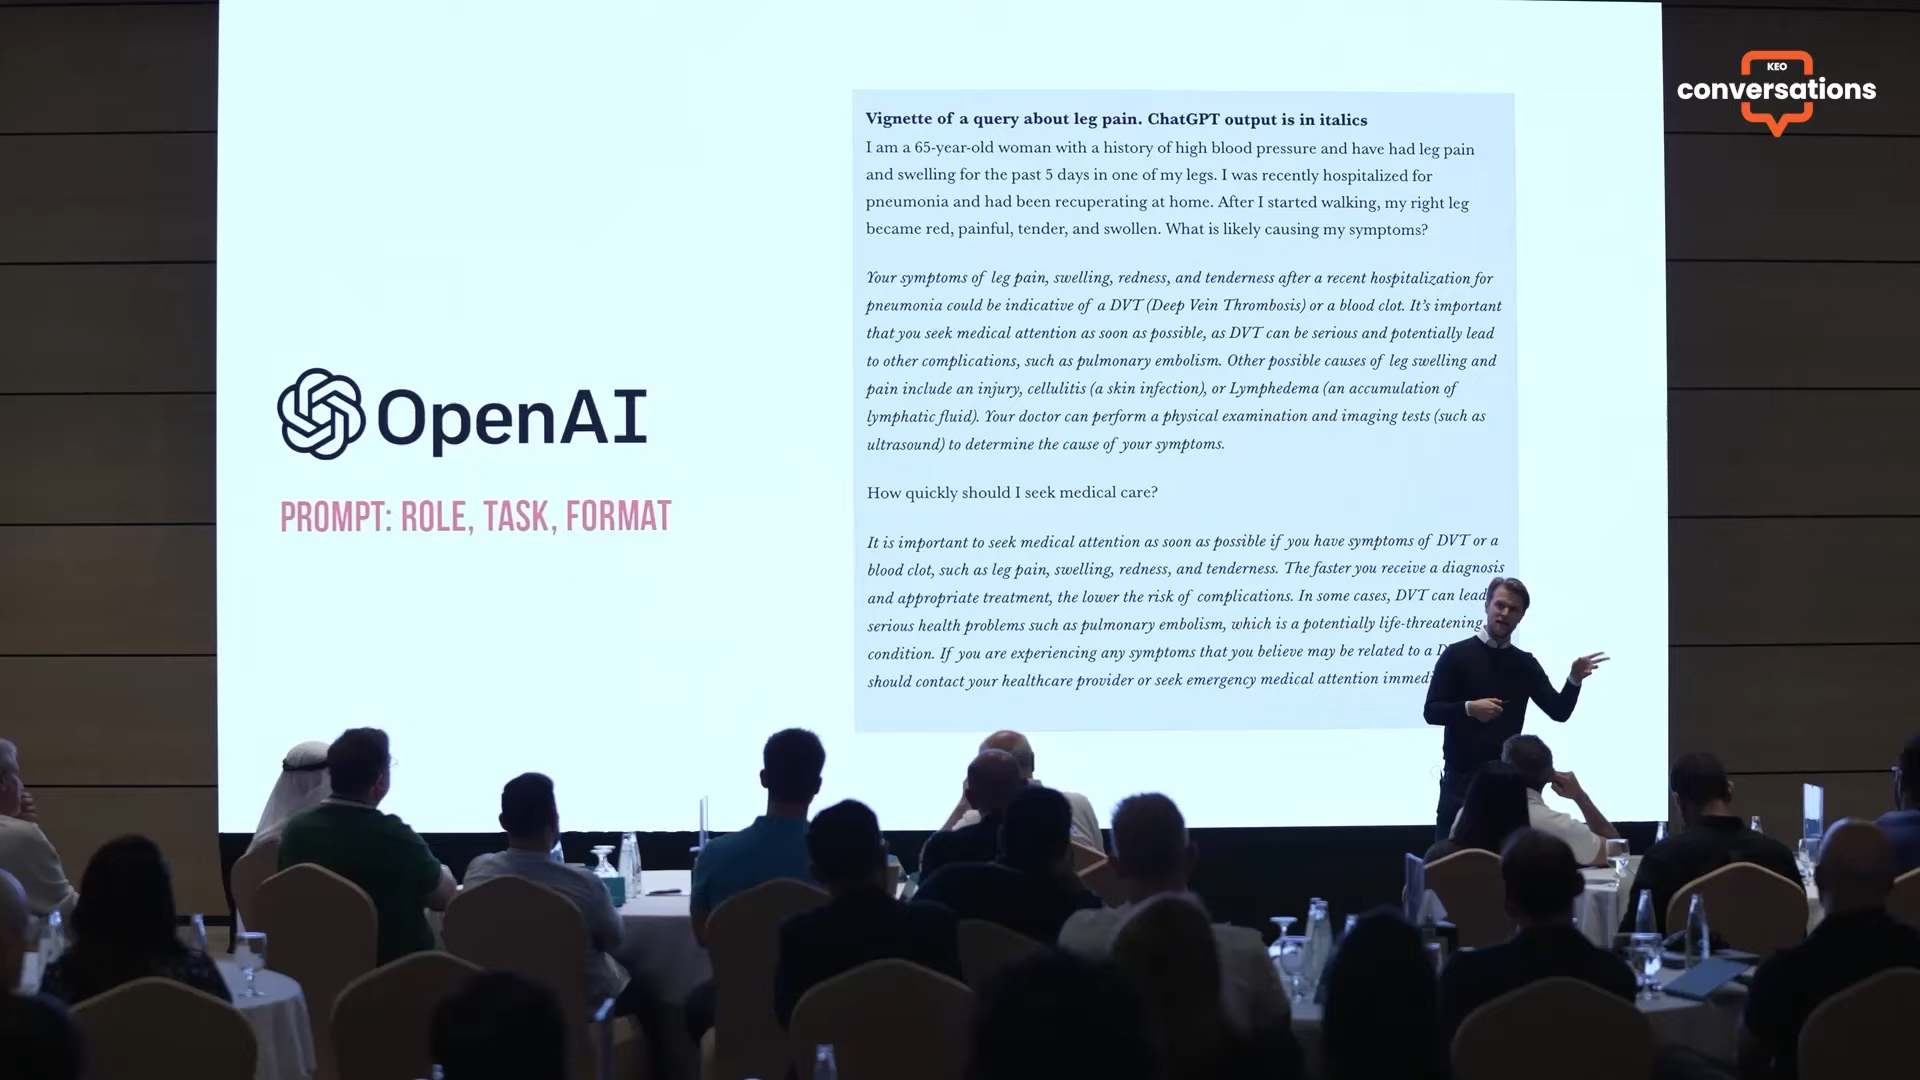 KEO
conversations
OpenAI
PROMPT: ROLE, TASK, FORMAT
Vignette of a query about leg pain. ChatGPT output is in italics
I am a 65-year-old woman with a history of high blood pressure and have had leg pain
and swelling for the past 5 days in one of my legs. I was recently hospitalized for
pneumonia and had been recuperating at home. After I started walking, my right leg
became red, painful, tender, and swollen. What is likely causing my symptoms?
Your symptoms of leg pain, swelling, redness, and tenderness after a recent hospitalization for
pneumonia could be indicative of a DVT (Deep Vein Thrombosis) or a blood clot. It's important
that you seek medical attention as soon as possible, as DVT can be serious and potentially lead
to other complications, such as pulmonary embolism. Other possible causes of leg swelling and
pain include an injury, cellulitis (a skin infection), or Lymphedema (an accumulation of
lymphatic fluid). Your doctor can perform a physical examination and imaging tests (such as
ultrasound) to determine the cause of your symptoms.
How quickly should I seek medical care?
It is important to seek medical attention as soon as possible if you have symptoms of DVT or a
blood clot, such as leg pain, swelling, redness, and tenderness. The faster you receive a diagnosis
and appropriate treatment, the lower the risk of complications. In some cases, DVT can lead
serious health problems such as pulmonary embolism, which is a potentially life-threatening
condition. If you are experiencing any symptoms that you believe may be related to a
should contact your healthcare provider or seek emergency medical attention